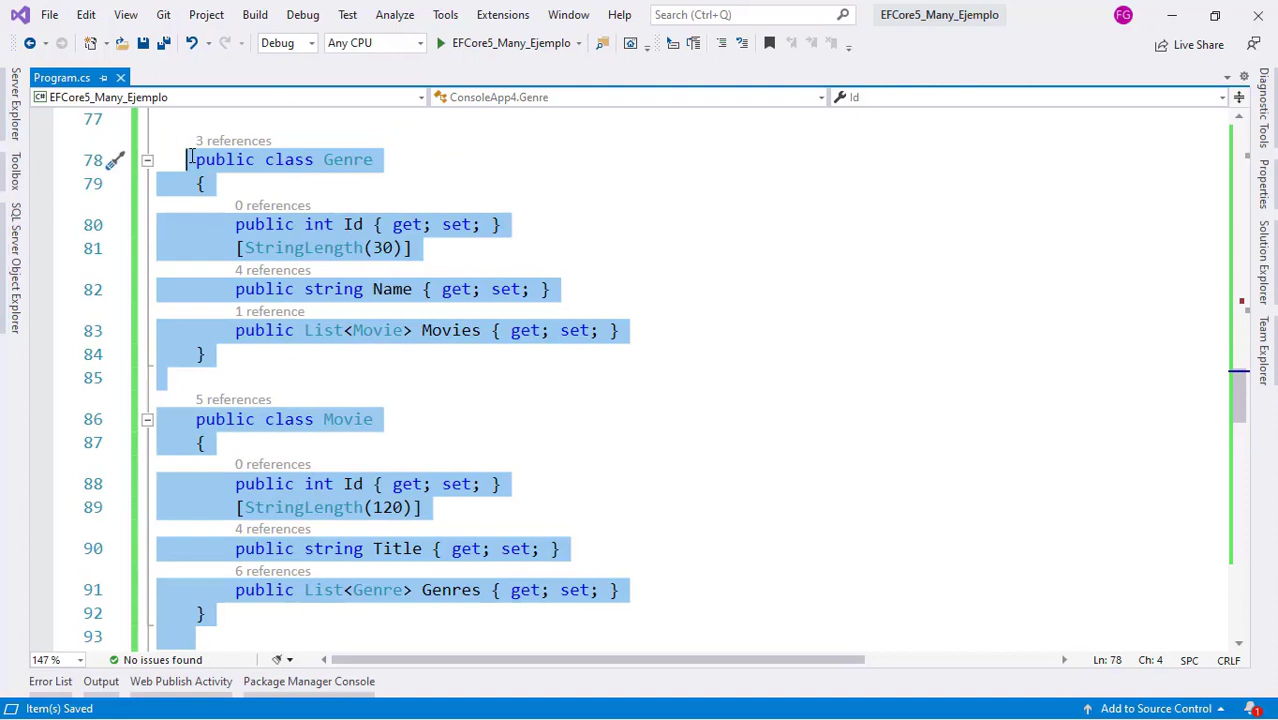 File Edit View Git Project Build Debug Test Analyze Tools Extensions Window Help Search (Ctrl+Q) EFCore5_Many_Ejemplo FG
Debug Any CPU EFCore5_Many_Ejemplo Live Share
Program.cs
EFCore5_Many_Ejemplo ConsoleApp4.Genre Id
Server Explorer
Toolbox
SQL Server Object Explorer
77
3 references
78 public class Genre
79 {
0 references
80 public int Id { get; set; }
81 [StringLength(30)]
4 references
82 public string Name { get; set; }
1 reference
83 public List<Movie> Movies { get; set; }
84 }
85
5 references
86 public class Movie
87 {
0 references
88 public int Id { get; set; }
89 [StringLength(120)]
4 references
90 public string Title { get; set; }
6 references
91 public List<Genre> Genres { get; set; }
92 }
93
Diagnostic Tools
Properties
Solution Explorer
Team Explorer
147 % No issues found Ln: 78 Ch: 4 SPC CRLF
Error List Output Web Publish Activity Package Manager Console
Item(s) Saved Add to Source Control 1